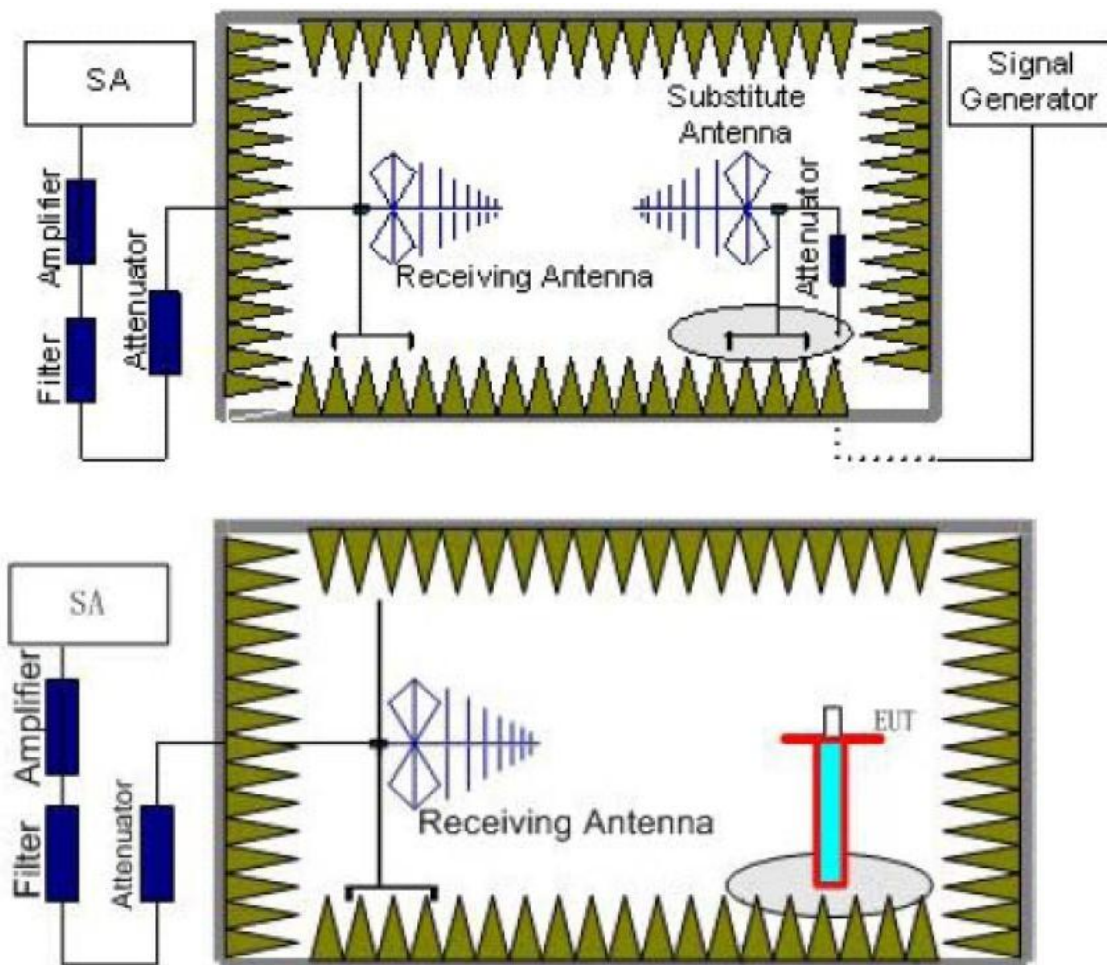 SA
Signal
Generator
Substitute
Antenna
Amplifier
Attenuator
Attenuator
Receiving Antenna
Filter
SA
Amplifier
EUT
Receiving Antenna
Filter
Attenuator